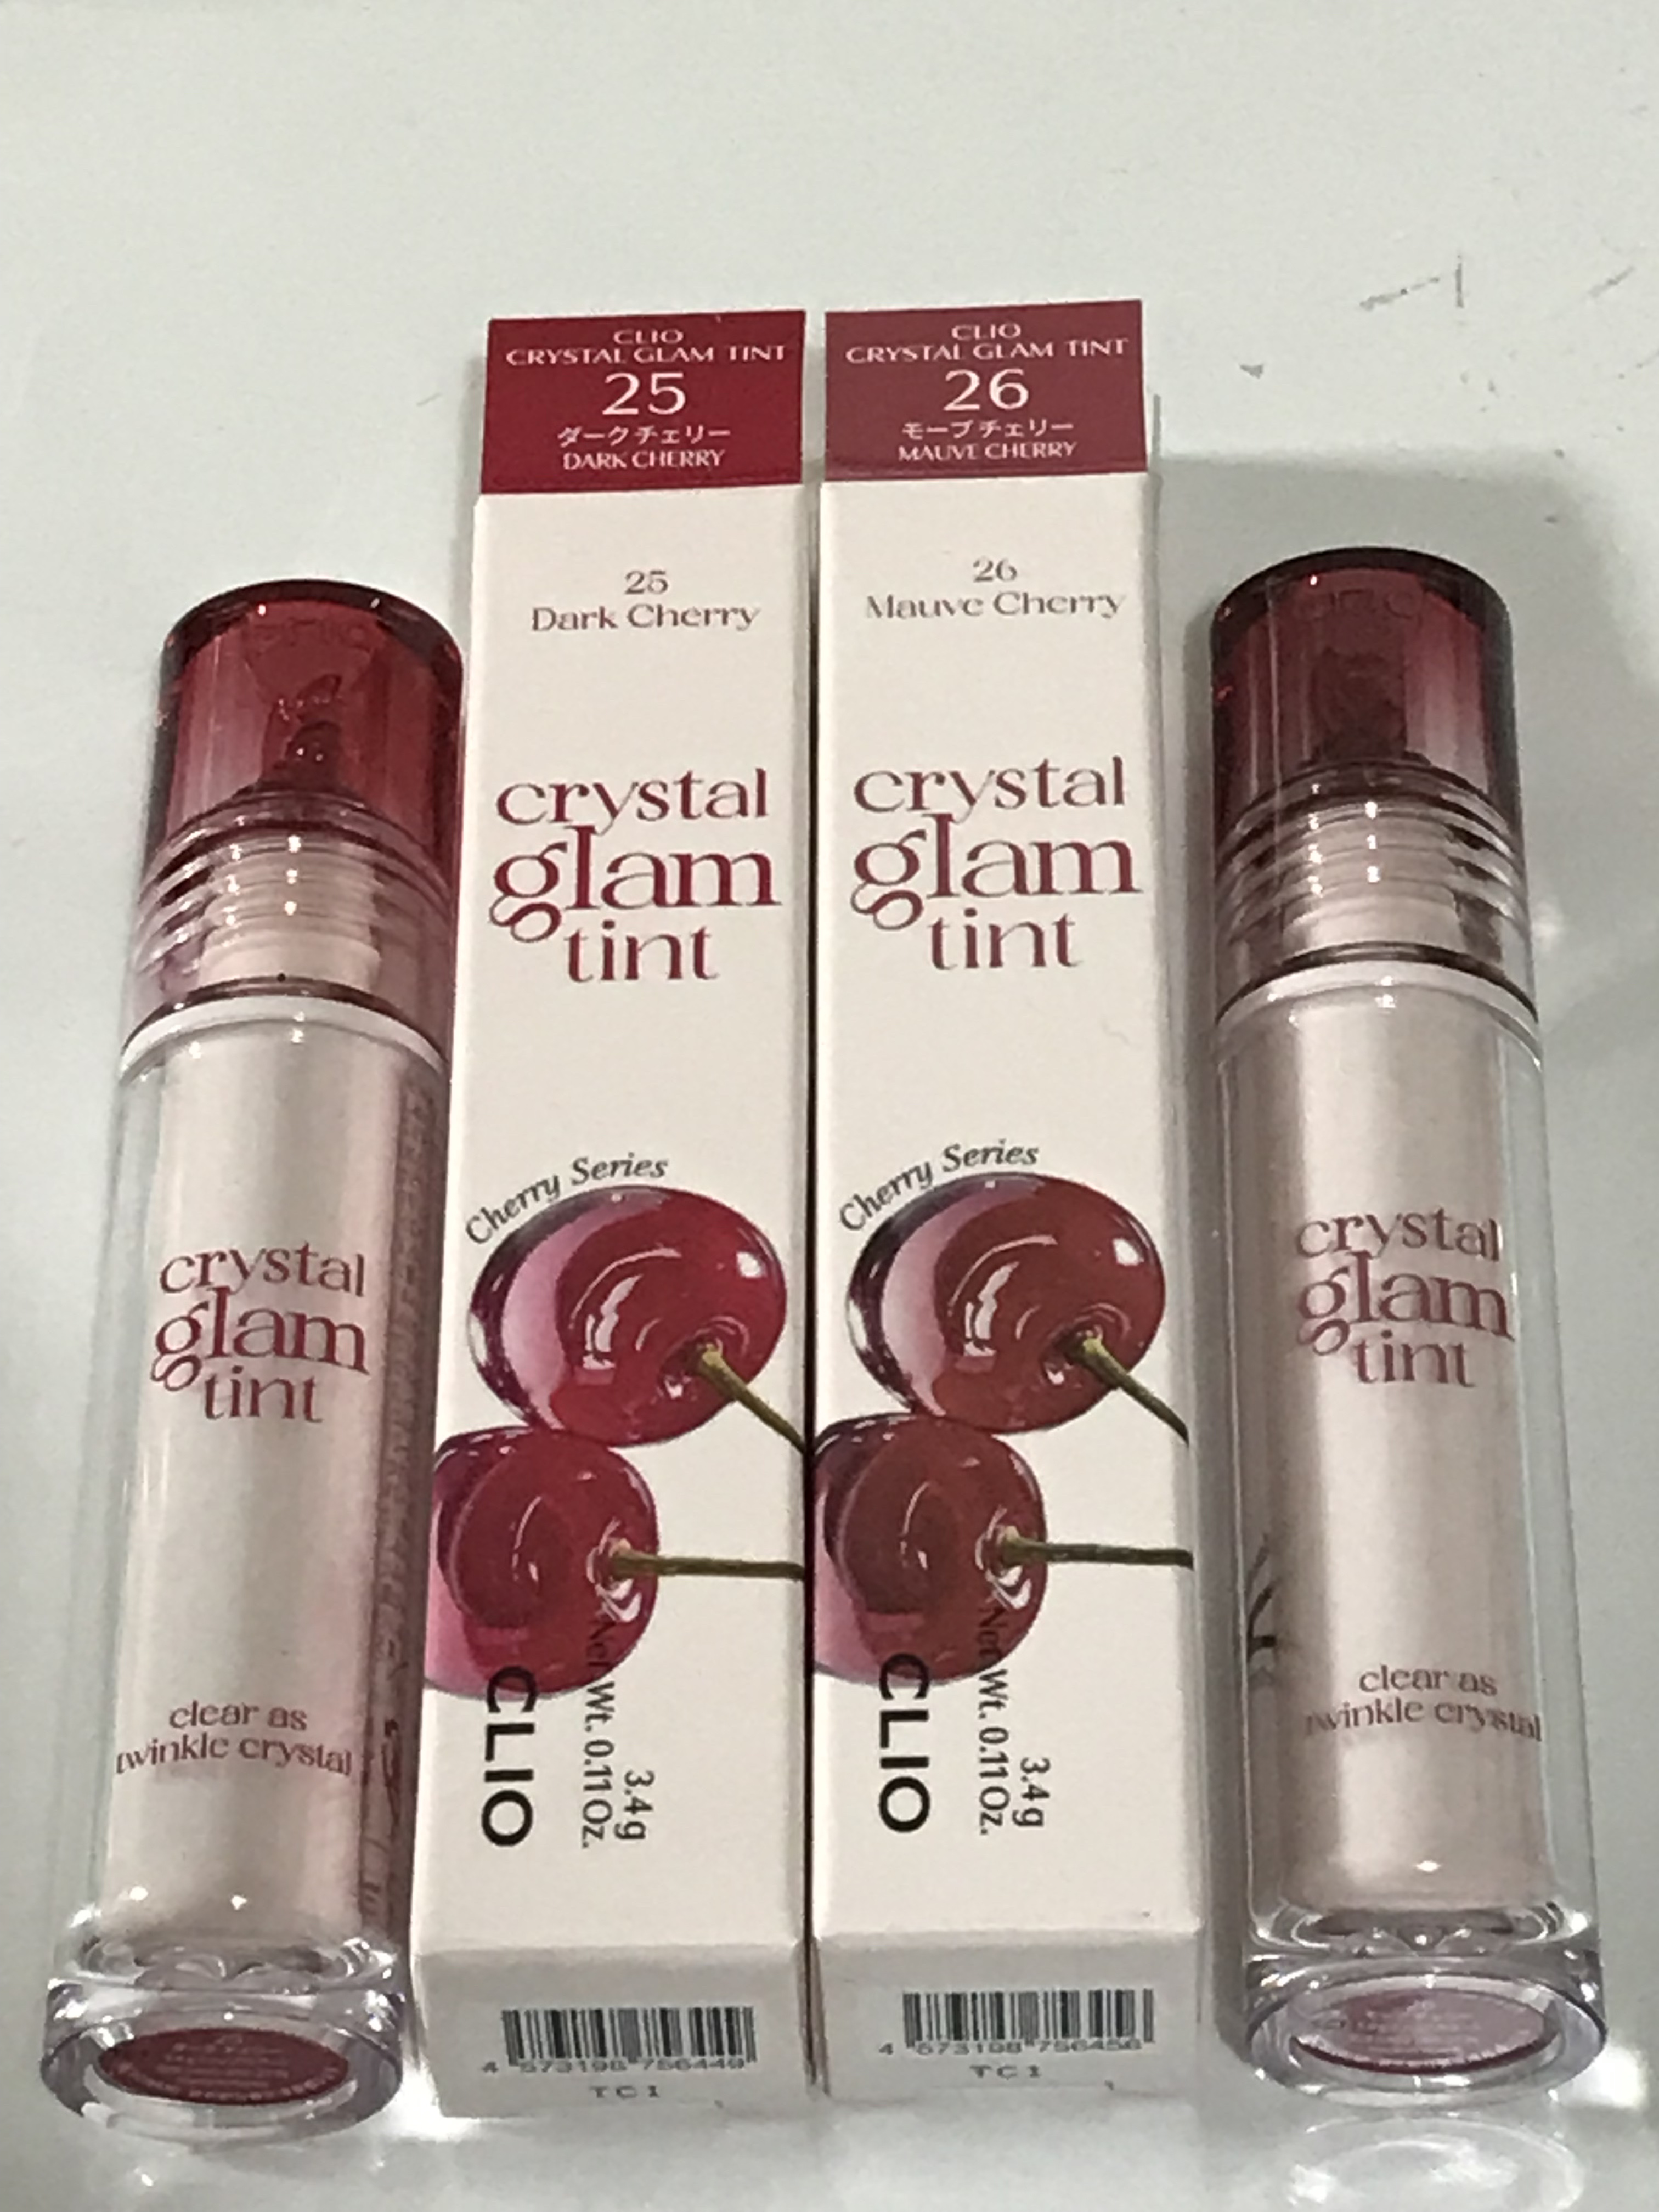 CLIO
CRYSTAL GLAM TINT
25
ダークチェリー
DARK CHERRY
25
Dark Cherry
crystal
glam
tint
Cherry Series
CLIO
Net Wt. 0.11 Oz.
3.4 g
4 573198 756449
TC1
CLIO
CRYSTAL GLAM TINT
26
モーブチェリー
MAUVE CHERRY
26
Mauve Cherry
crystal
glam
tint
Cherry Series
CLIO
Net Wt. 0.11 Oz.
3.4 g
4 573198 756456
TC1
crystal
glam
tint
clear as
twinkle crystal
crystal
glam
tint
clear as
twinkle crystal